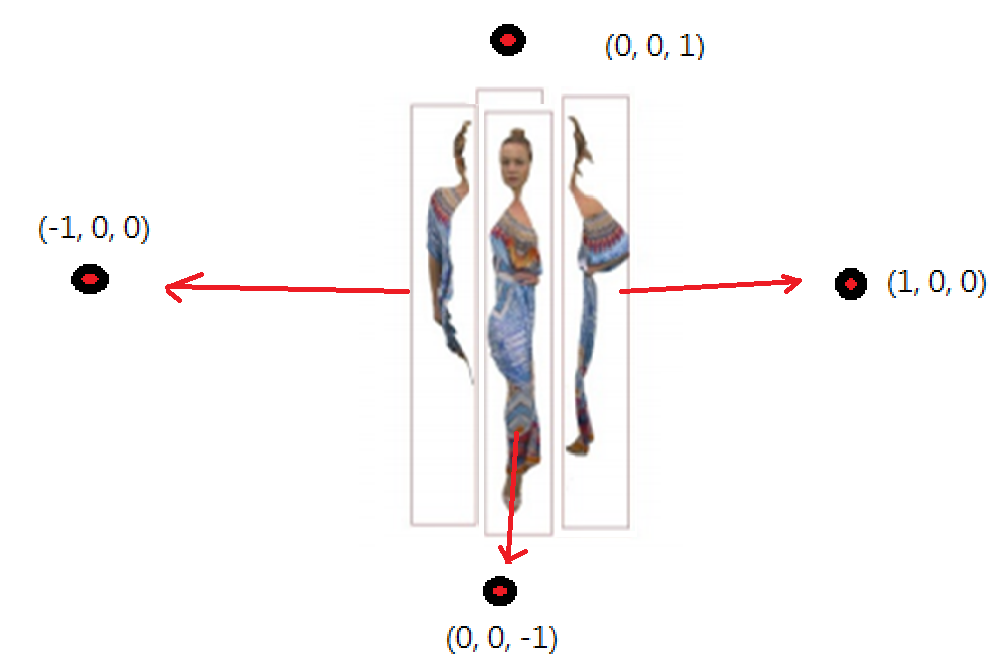 (0, 0, 1)
(-1, 0, 0)
(1, 0, 0)
(0, 0, -1)